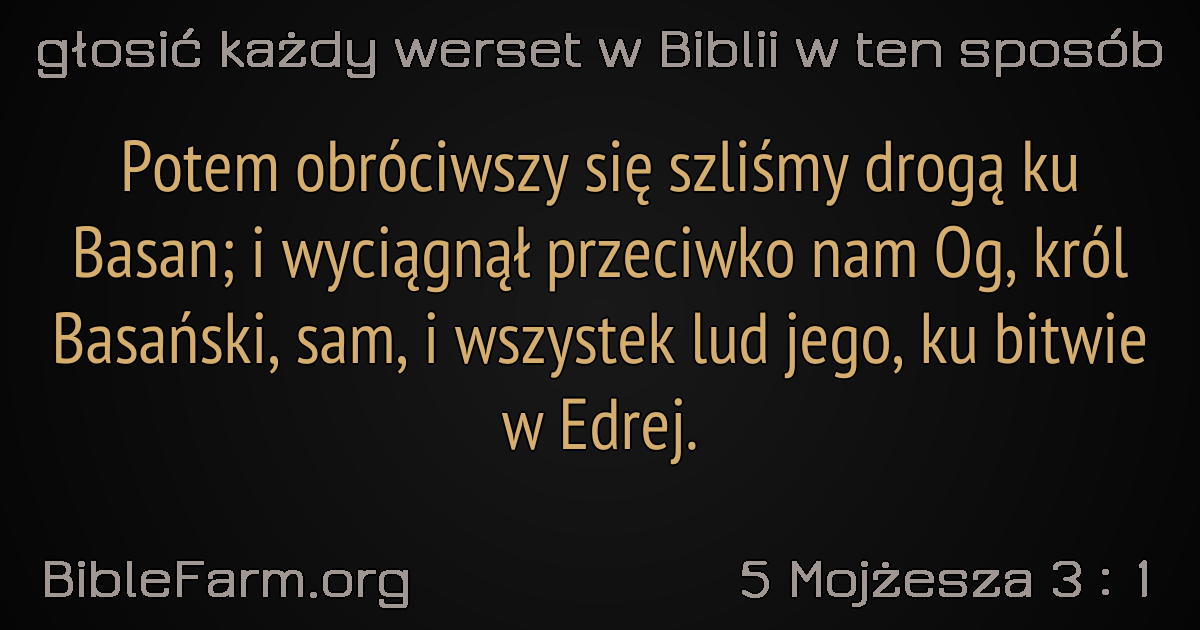 głosić każdy werset w Biblii w ten sposób
Potem obróciwszy się szliśmy drogą ku
Basan; i wyciągnął przeciwko nam Og, król
Basański, sam, i wszystek lud jego, ku bitwie
w Edrej.
BibleFarm.org
5 Mojżesza 3 : 1